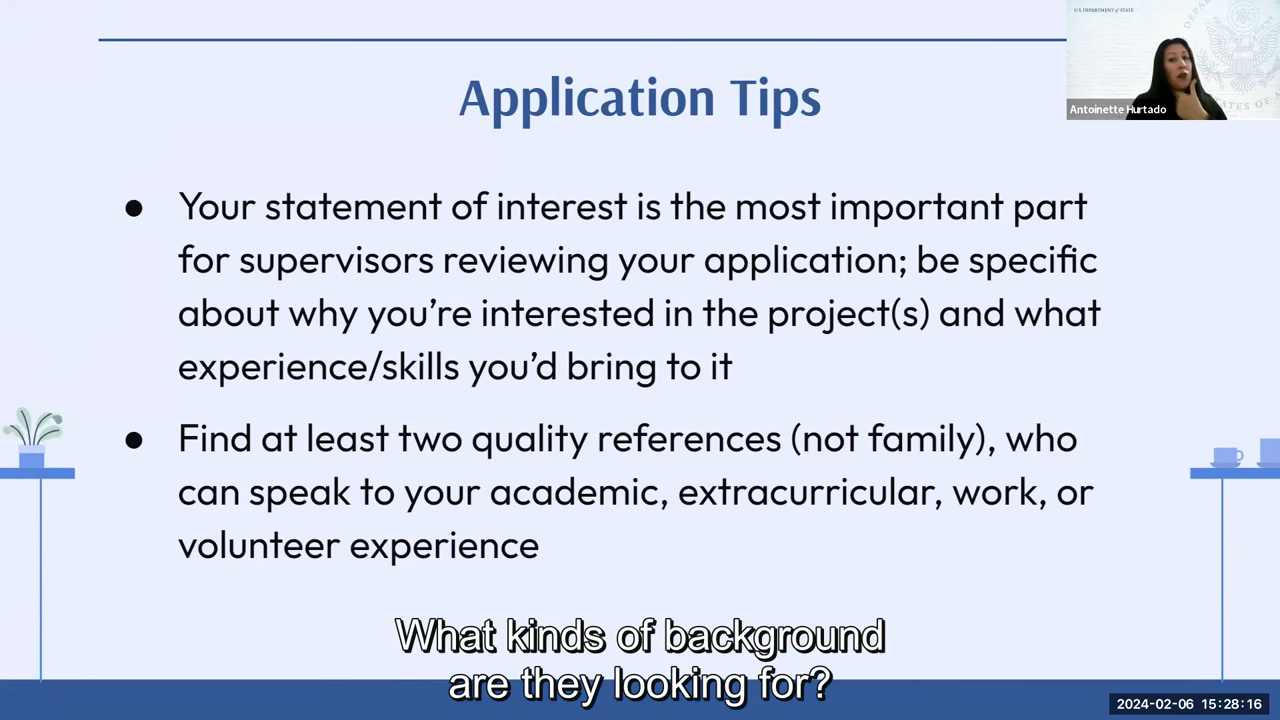 U.S. DEPARTMENT of STATE
Antoinette Hurtado
Application Tips
● Your statement of interest is the most important part
for supervisors reviewing your application; be specific
about why you’re interested in the project(s) and what
experience/skills you’d bring to it
● Find at least two quality references (not family), who
can speak to your academic, extracurricular, work, or
volunteer experience
What kinds of background
are they looking for?
2024-02-06 15:28:16